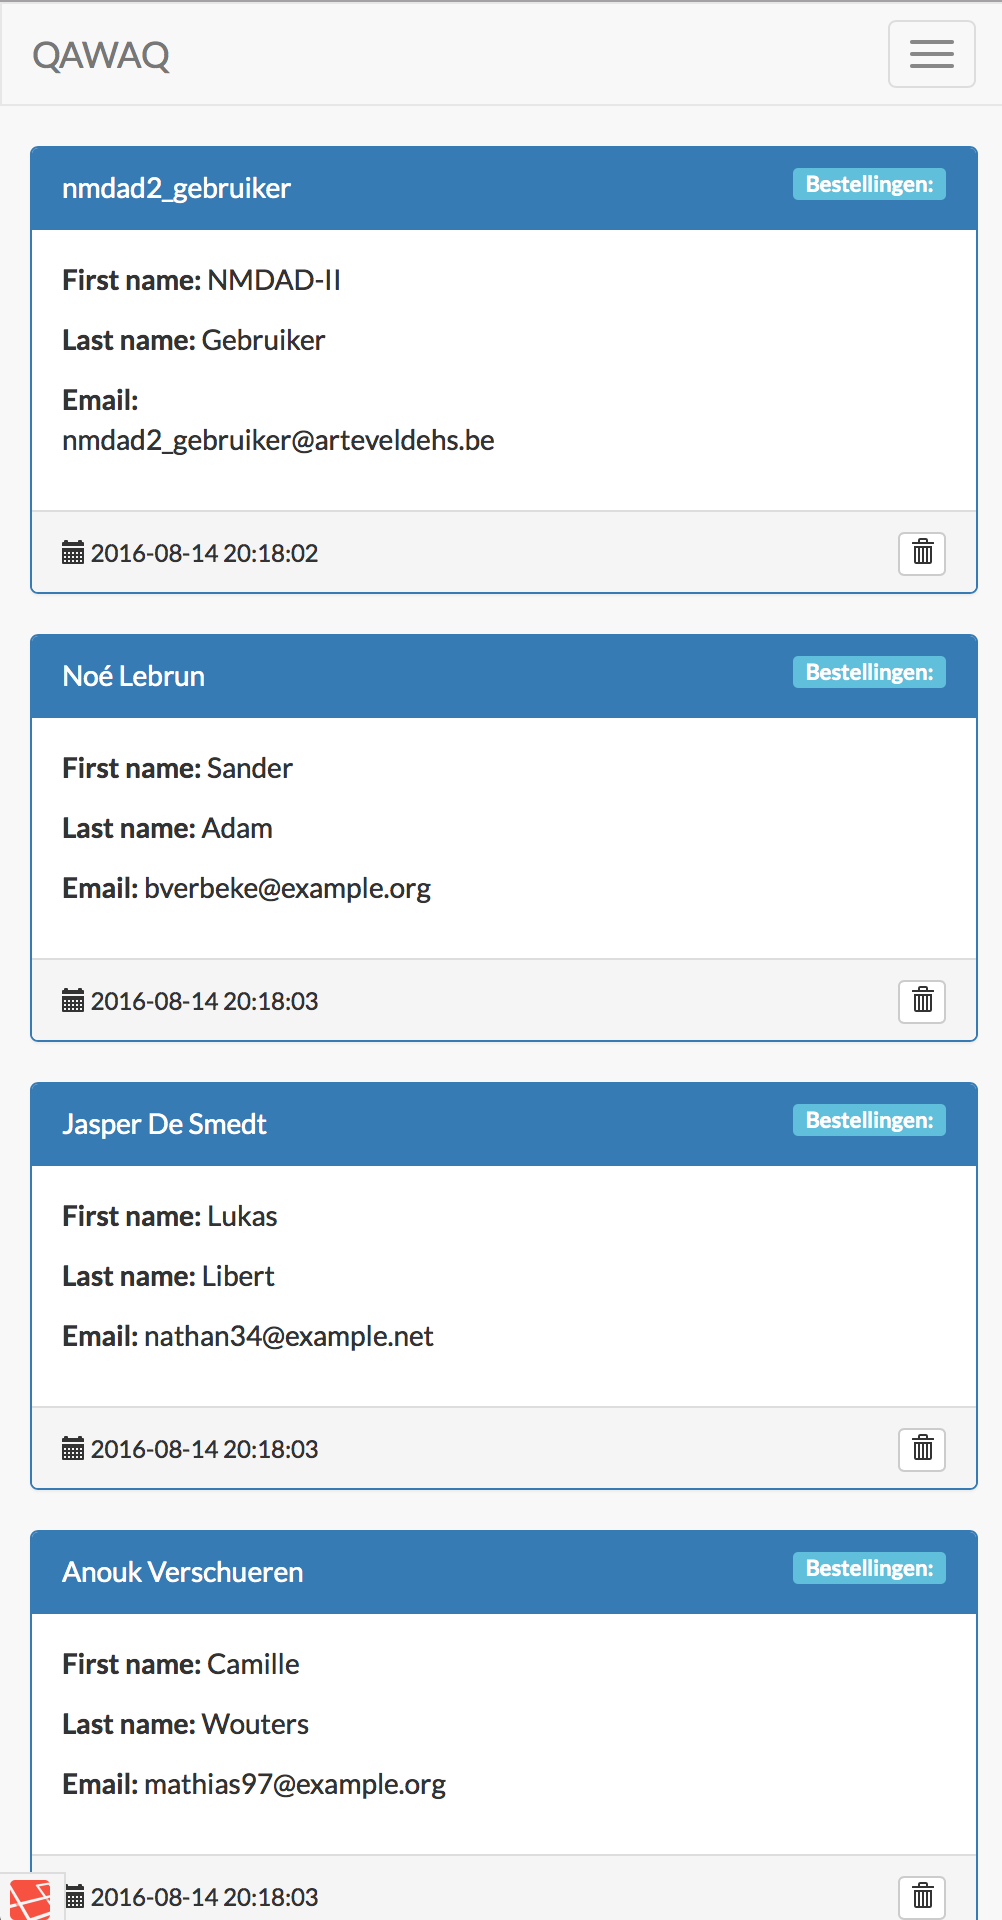 QAWAQ
nmdad2_gebruiker Bestellingen:
First name: NMDAD-II
Last name: Gebruiker
Email:
nmdad2_gebruiker@arteveldehs.be
2016-08-14 20:18:02
Noé Lebrun Bestellingen:
First name: Sander
Last name: Adam
Email: bverbeke@example.org
2016-08-14 20:18:03
Jasper De Smedt Bestellingen:
First name: Lukas
Last name: Libert
Email: nathan34@example.net
2016-08-14 20:18:03
Anouk Verschueren Bestellingen:
First name: Camille
Last name: Wouters
Email: mathias97@example.org
2016-08-14 20:18:03